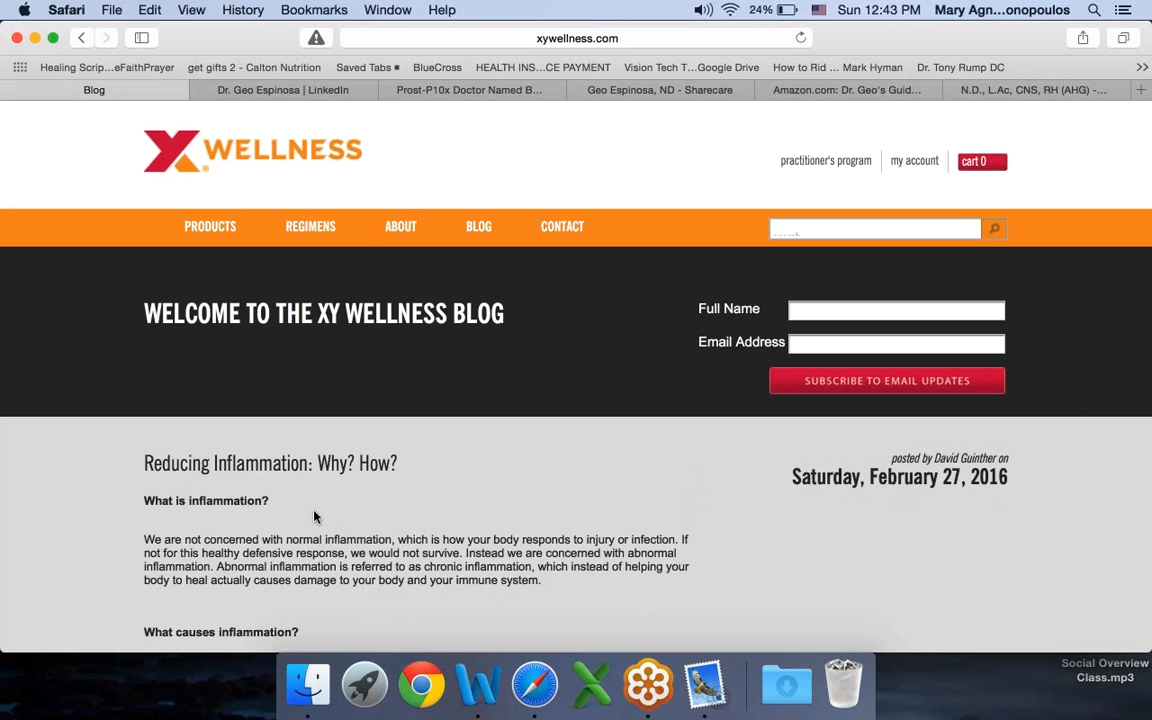 Safari File Edit View History Bookmarks Window Help 24% Sun 12:43 PM Mary Agn...onopoulos
xywellness.com
Healing Scrip...eFaithPrayer get gifts 2 - Calton Nutrition Saved Tabs BlueCross HEALTH INS...CE PAYMENT Vision Tech T...Google Drive How to Rid ... Mark Hyman Dr. Tony Rump DC
Blog Dr. Geo Espinosa | LinkedIn Prost-P10x Doctor Named B... Geo Espinosa, ND - Sharecare Amazon.com: Dr. Geo's Guid... N.D., L.Ac, CNS, RH (AHG) -...
XY WELLNESS
practitioner's program my account cart 0
PRODUCTS REGIMENS ABOUT BLOG CONTACT
WELCOME TO THE XY WELLNESS BLOG
Full Name
Email Address
SUBSCRIBE TO EMAIL UPDATES
Reducing Inflammation: Why? How?
posted by David Guinther on
Saturday, February 27, 2016
What is inflammation?
We are not concerned with normal inflammation, which is how your body responds to injury or infection. If
not for this healthy defensive response, we would not survive. Instead we are concerned with abnormal
inflammation. Abnormal inflammation is referred to as chronic inflammation, which instead of helping your
body to heal actually causes damage to your body and your immune system.
What causes inflammation?
Social Overview
Class.mp3